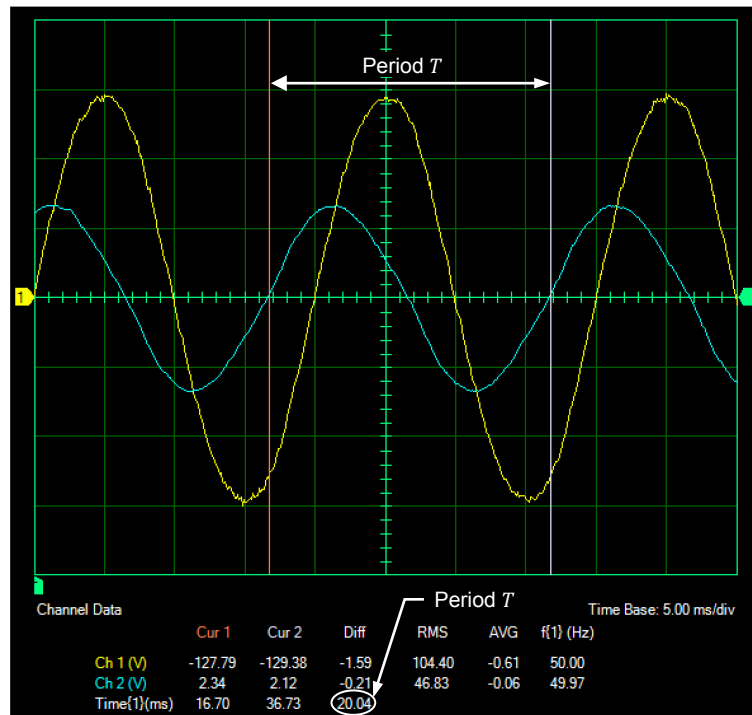 Period T
1
Channel Data
Period T
Time Base: 5.00 ms/div
Cur 1 Cur 2 Diff RMS AVG f{1} (Hz)
Ch 1 (V) -127.79 -129.38 -1.59 104.40 -0.61 50.00
Ch 2 (V) 2.34 2.12 -0.21 46.83 -0.06 49.97
Time{1}(ms) 16.70 36.73 20.04